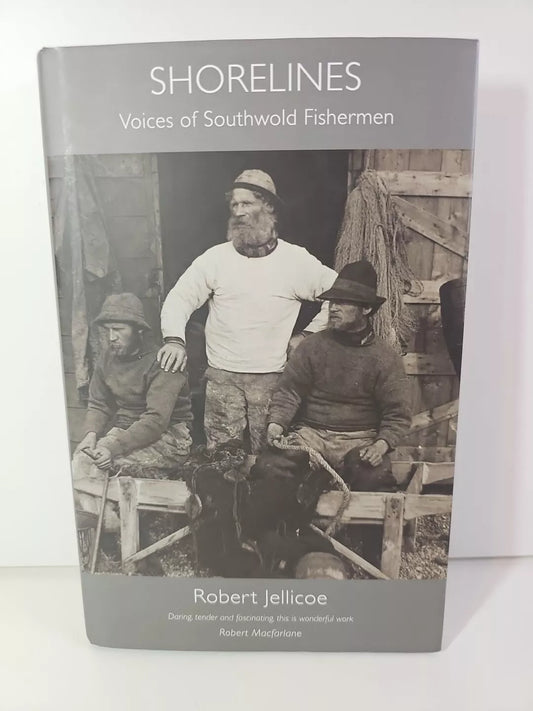 SHORELINES
Voices of Southwold Fishermen
Robert Jellicoe
Daring, tender and fascinating, this is wonderful work
Robert Macfarlane